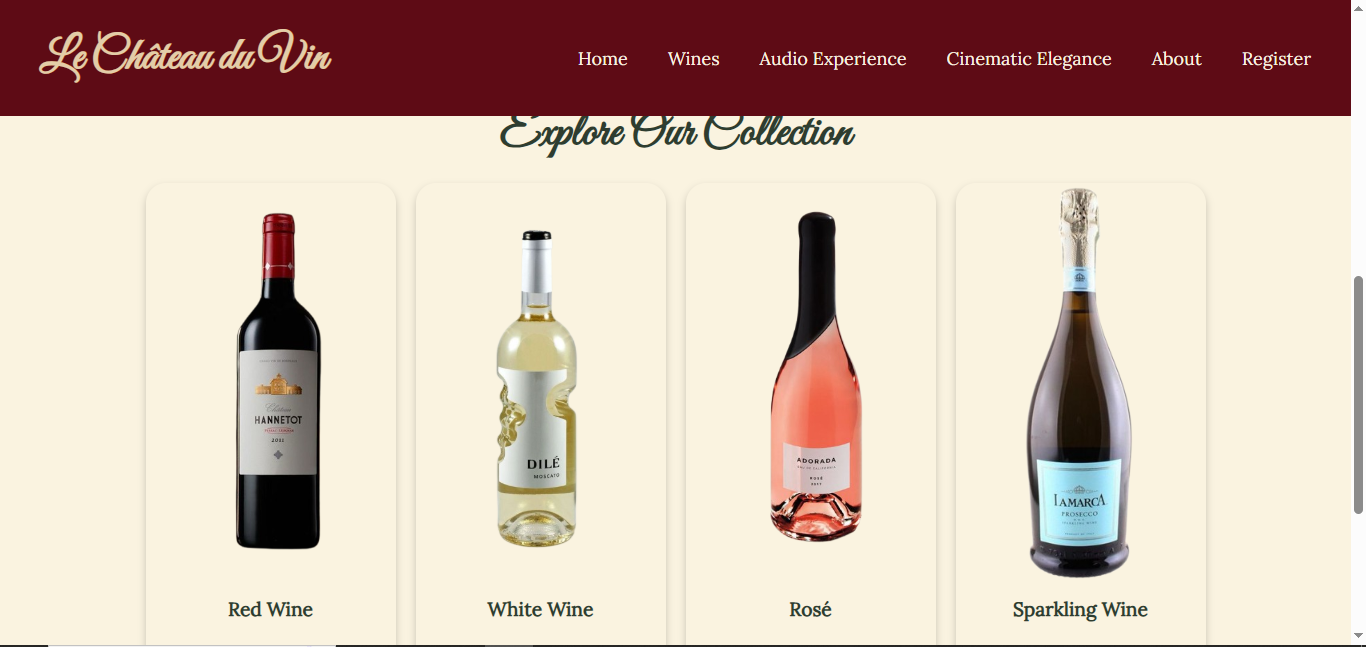 Le Château du Vin
Home Wines Audio Experience Cinematic Elegance About Register
Explore Our Collection
Château
HANNETOT
2021
DILÉ
MOSCATO
ADORADA
ROSÉ
LAMARCA
PROSECCO
Red Wine White Wine Rosé Sparkling Wine